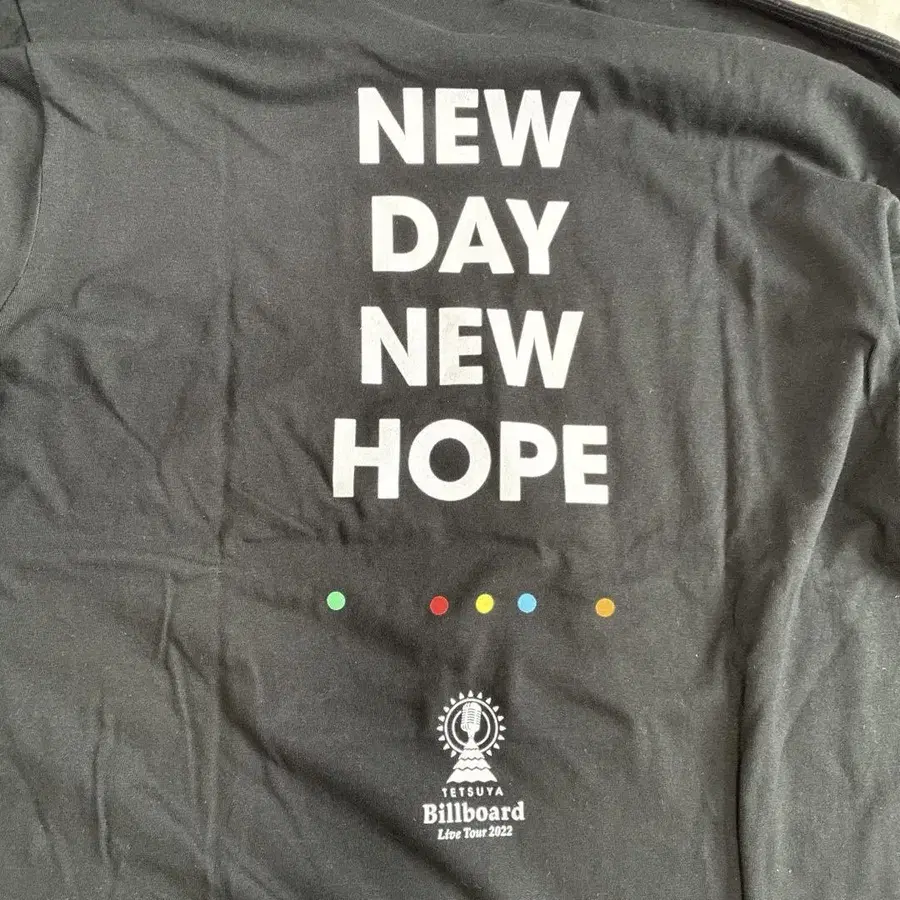 NEW
DAY
NEW
HOPE
TETSUYA
Billboard
Live Tour 2022